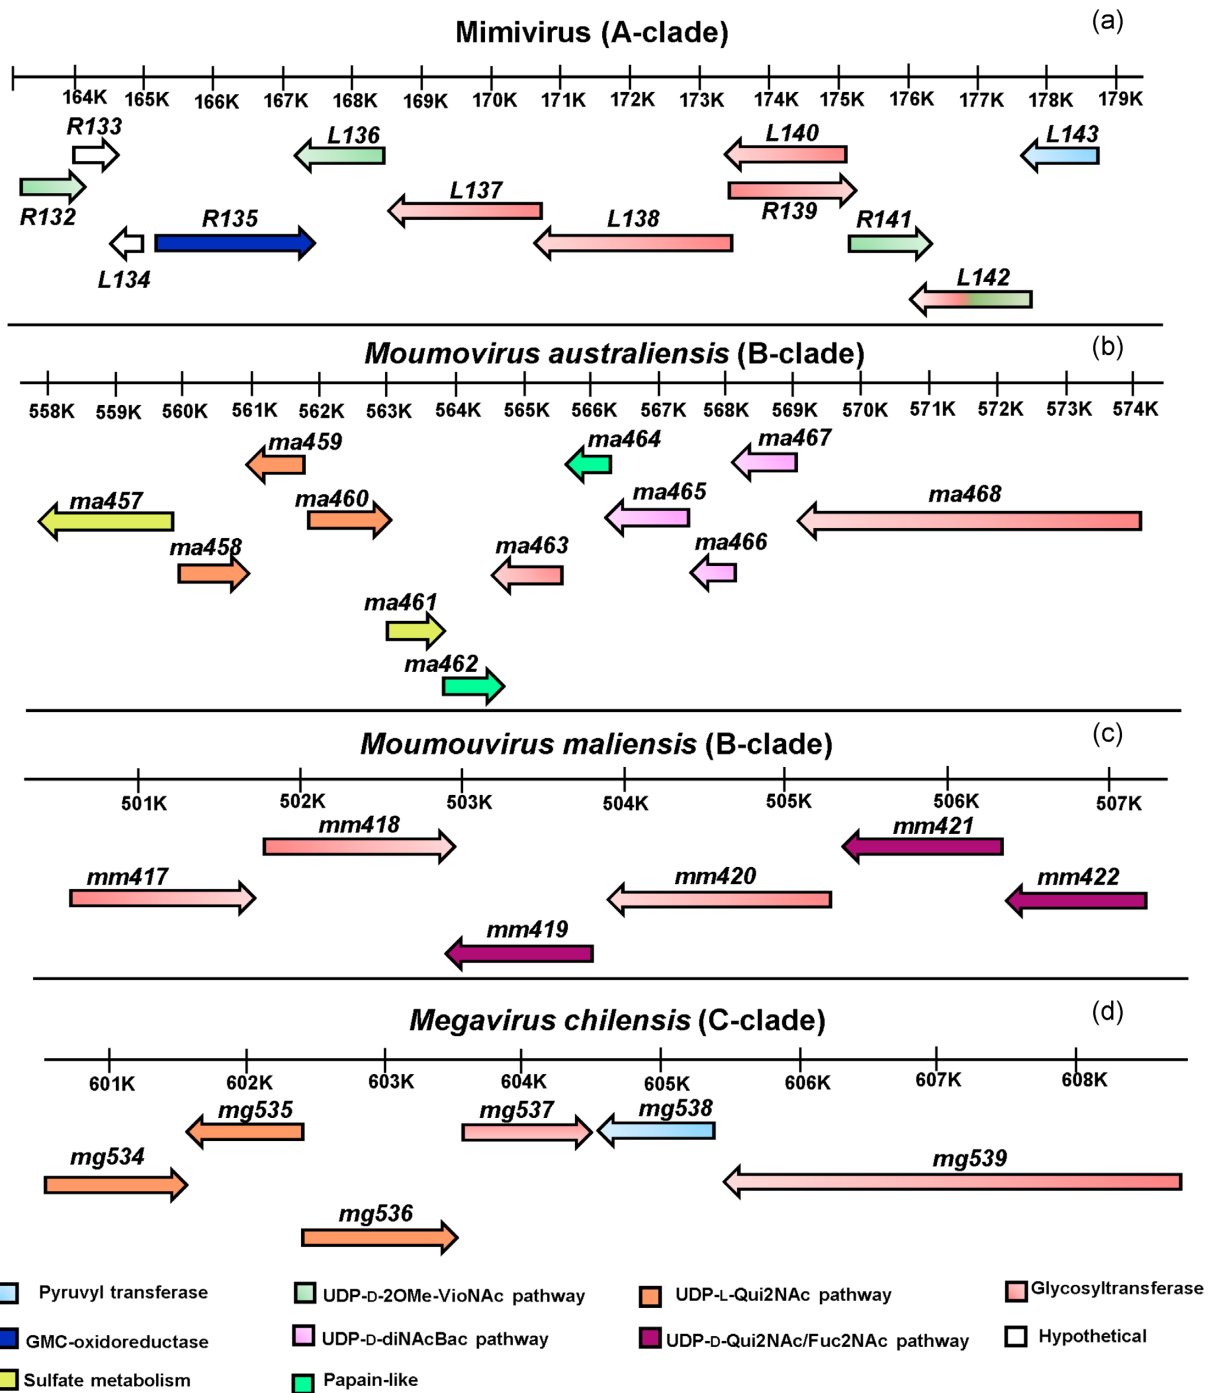 (a)
Mimivirus (A-clade)
164K 165K 166K 167K 168K 169K 170K 171K 172K 173K 174K 175K 176K 177K 178K 179K
R133 L136 L140 L143
R132 R135 L137 L138 R139 R141
L134 L142
(b)
Moumovirus australiensis (B-clade)
558K 559K 560K 561K 562K 563K 564K 565K 566K 567K 568K 569K 570K 571K 572K 573K 574K
ma459 ma464 ma467
ma457 ma460 ma465 ma468
ma458 ma463 ma466
ma461
ma462
(c)
Moumouvirus maliensis (B-clade)
501K 502K 503K 504K 505K 506K 507K
mm418 mm421
mm417 mm420 mm422
mm419
(d)
Megavirus chilensis (C-clade)
601K 602K 603K 604K 605K 606K 607K 608K
mg535 mg537 mg538
mg534 mg539
mg536
Pyruvyl transferase UDP-D-2OMe-VioNAc pathway UDP-L-Qui2NAc pathway Glycosyltransferase
GMC-oxidoreductase UDP-D-diNAcBac pathway UDP-D-Qui2NAc/Fuc2NAc pathway Hypothetical
Sulfate metabolism Papain-like